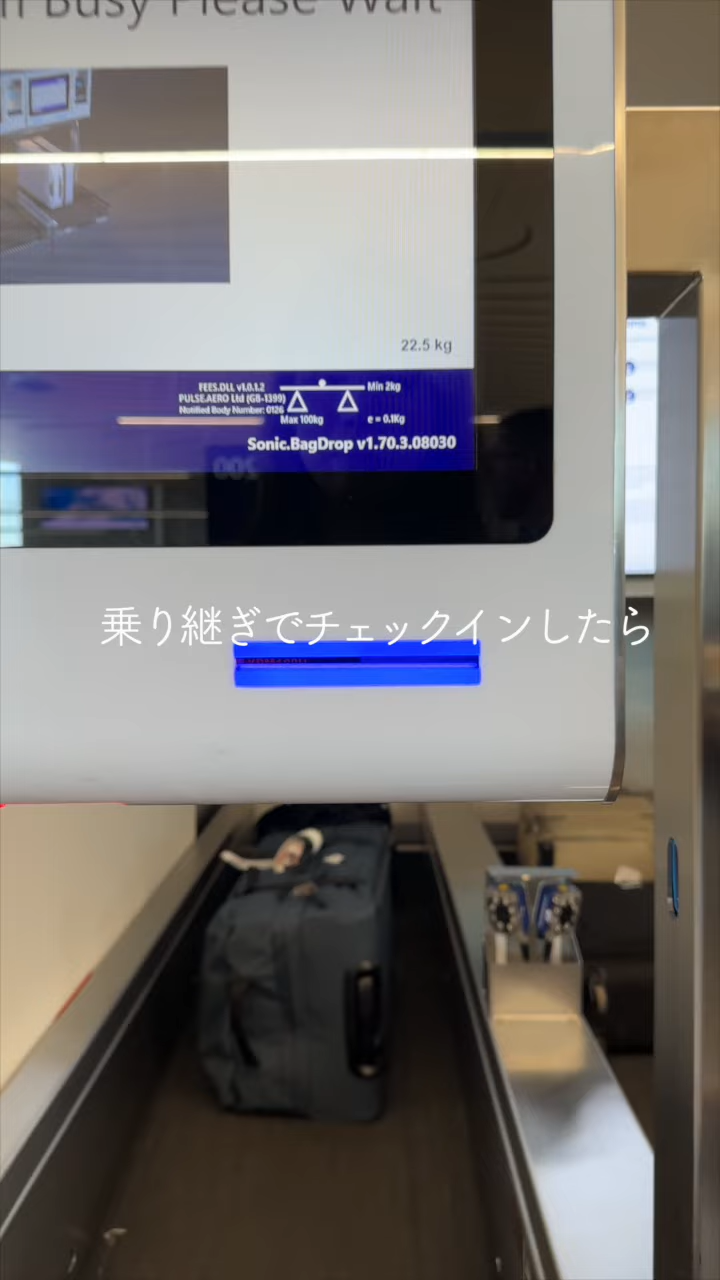 Busy Please Wait
22.5 kg
FEES.DLL v1.0.1.2
PULSE.AERO Ltd (GB-1399)
Notified Body Number: 0126
Min 2kg
Max 100kg
e = 0.1Kg
Sonic.BagDrop v1.70.3.08030
乗り継ぎでチェックインしたら